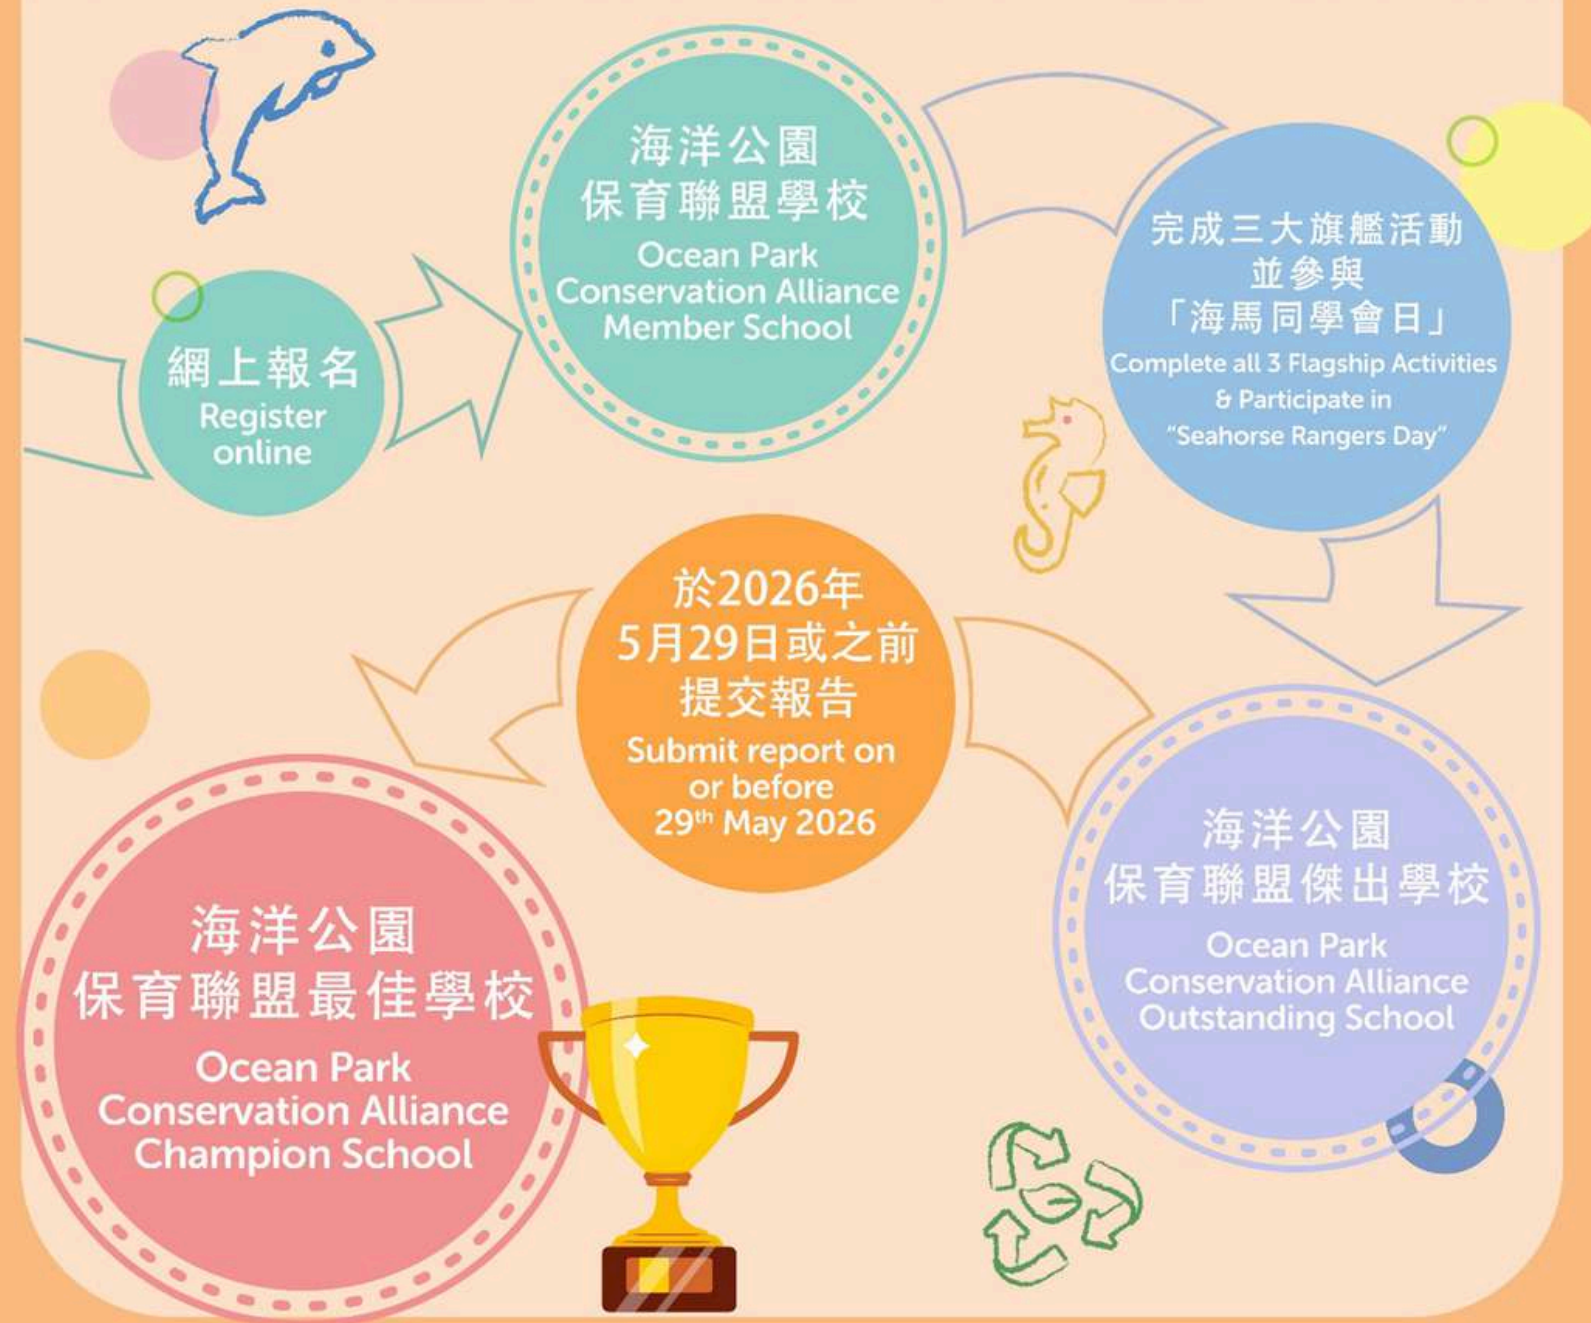 網上報名
Register
online
海洋公園
保育聯盟學校
Ocean Park
Conservation Alliance
Member School
完成三大旗艦活動
並參與
「海馬同學會日」
Complete all 3 Flagship Activities
& Participate in
“Seahorse Rangers Day”
海洋公園
保育聯盟傑出學校
Ocean Park
Conservation Alliance
Outstanding School
於2026年
5月29日或之前
提交報告
Submit report on
or before
29th May 2026
海洋公園
保育聯盟最佳學校
Ocean Park
Conservation Alliance
Champion School